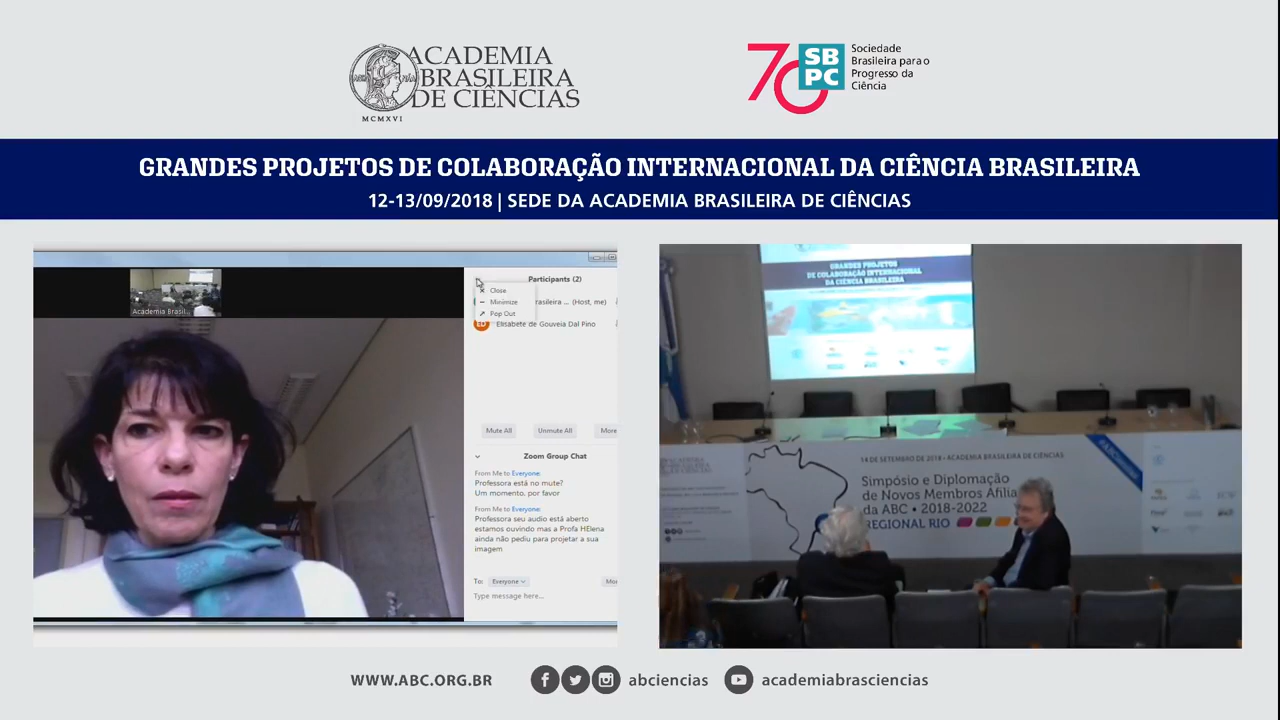 ACADEMIA
BRASILEIRA
DE CIÊNCIAS
MCMXVI
70
SB
PC
Sociedade
Brasileira para o
Progresso da
Ciência
GRANDES PROJETOS DE COLABORAÇÃO INTERNACIONAL DA CIÊNCIA BRASILEIRA
12-13/09/2018 | SEDE DA ACADEMIA BRASILEIRA DE CIÊNCIAS
Academia Brasil...
Participants (2)
Close
Minimize
Pop Out
brasileira ... (Host, me)
ED Elisabete de Gouveia Dal Pino
Mute All Unmute All More
Zoom Group Chat
From Me to Everyone:
Professora está no mute?
Um momento, por favor
From Me to Everyone:
Professora seu audio está aberto
estamos ouvindo mas a Profa HElena
ainda não pediu para projetar a sua
imagem
To: Everyone
Type message here...
GRANDES PROJETOS
DE COLABORAÇÃO INTERNACIONAL
DA CIÊNCIA BRASILEIRA
14 DE SETEMBRO DE 2018 • ACADEMIA BRASILEIRA DE CIÊNCIAS
Simpósio e Diplomação
de Novos Membros Afilia
da ABC • 2018-2022
REGIONAL RIO
WWW.ABC.ORG.BR
abciencias
academiabrasciencias